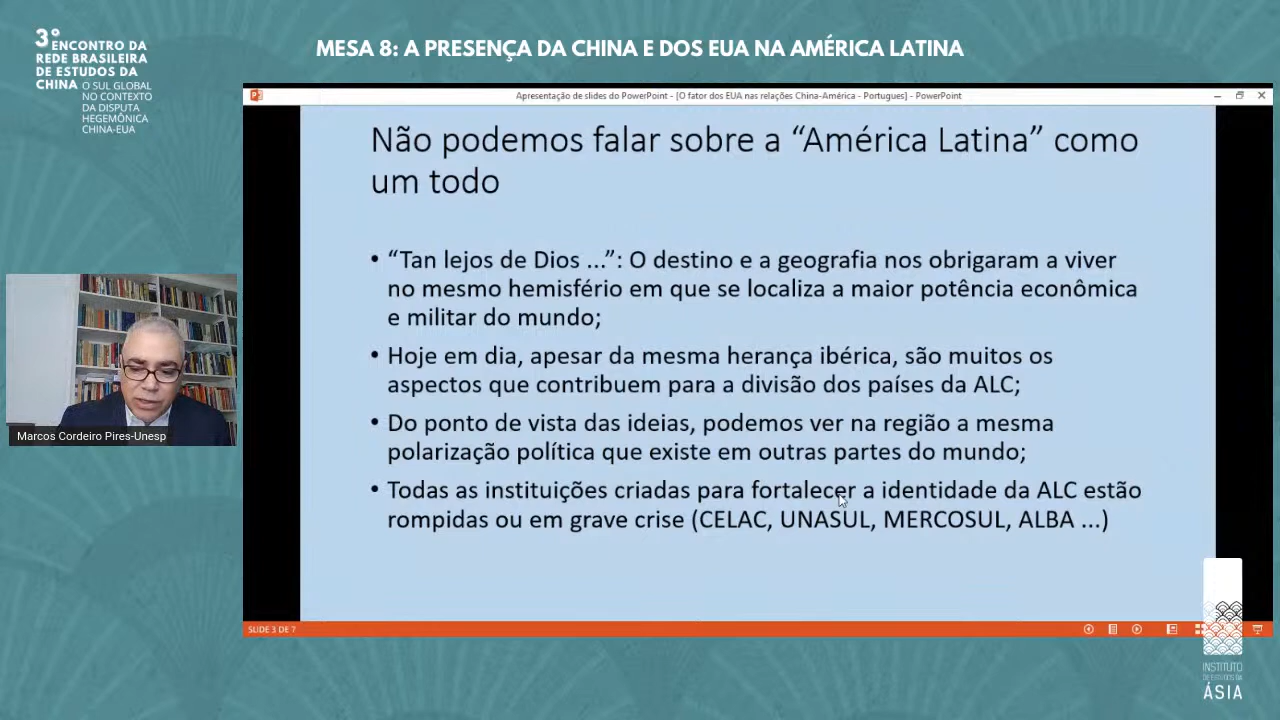 3º ENCONTRO DA
REDE BRASILEIRA
DE ESTUDOS DA
CHINA O SUL GLOBAL
NO CONTEXTO
DA DISPUTA
HEGEMÔNICA
CHINA-EUA
MESA 8: A PRESENÇA DA CHINA E DOS EUA NA AMÉRICA LATINA
Apresentação de slides do PowerPoint - [O fator dos EUA nas relações China-América - Portugues] - PowerPoint
Não podemos falar sobre a “América Latina” como
um todo
• “Tan lejos de Dios ...”: O destino e a geografia nos obrigaram a viver
no mesmo hemisfério em que se localiza a maior potência econômica
e militar do mundo;
• Hoje em dia, apesar da mesma herança ibérica, são muitos os
aspectos que contribuem para a divisão dos países da ALC;
• Do ponto de vista das ideias, podemos ver na região a mesma
polarização política que existe em outras partes do mundo;
• Todas as instituições criadas para fortalecer a identidade da ALC estão
rompidas ou em grave crise (CELAC, UNASUL, MERCOSUL, ALBA ...)
Marcos Cordeiro Pires-Unesp
SLIDE 3 DE 7
INSTITUTO
DE ESTUDOS DA
ÁSIA